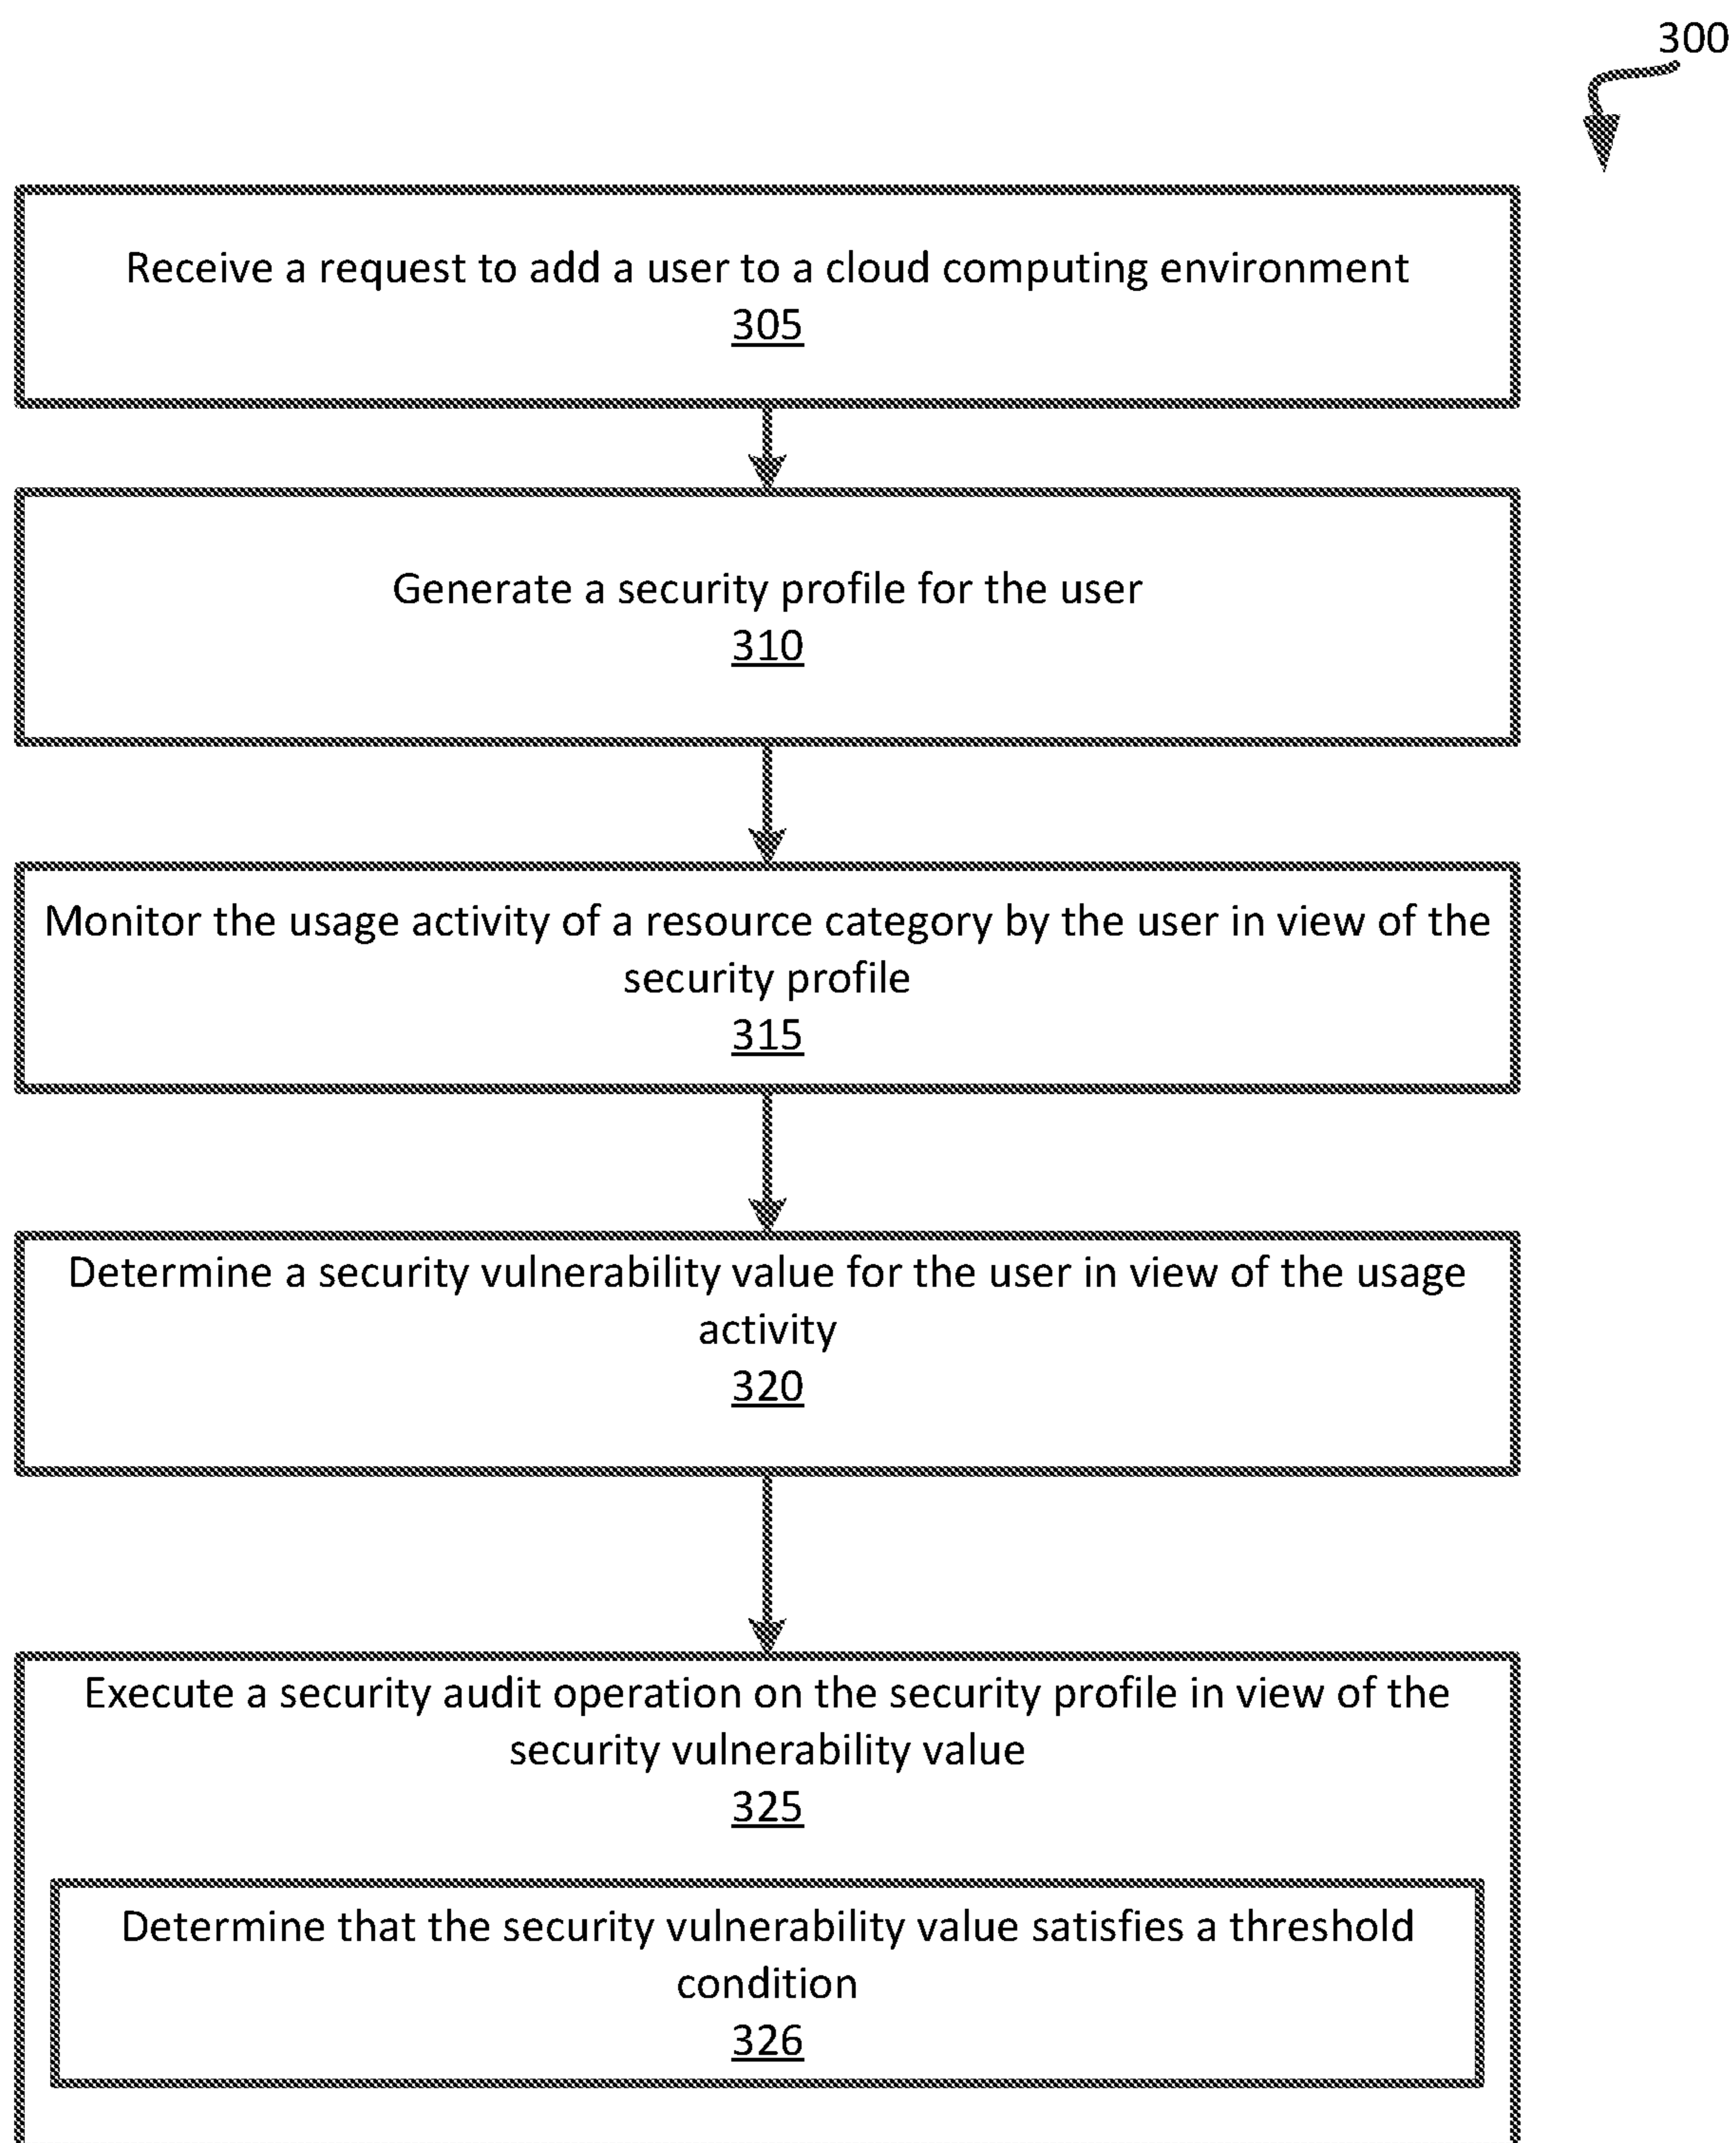 300
Receive a request to add a user to a cloud computing environment
305
Generate a security profile for the user
310
Monitor the usage activity of a resource category by the user in view of the
security profile
315
Determine a security vulnerability value for the user in view of the usage
activity
320
Execute a security audit operation on the security profile in view of the
security vulnerability value
325
Determine that the security vulnerability value satisfies a threshold
condition
326